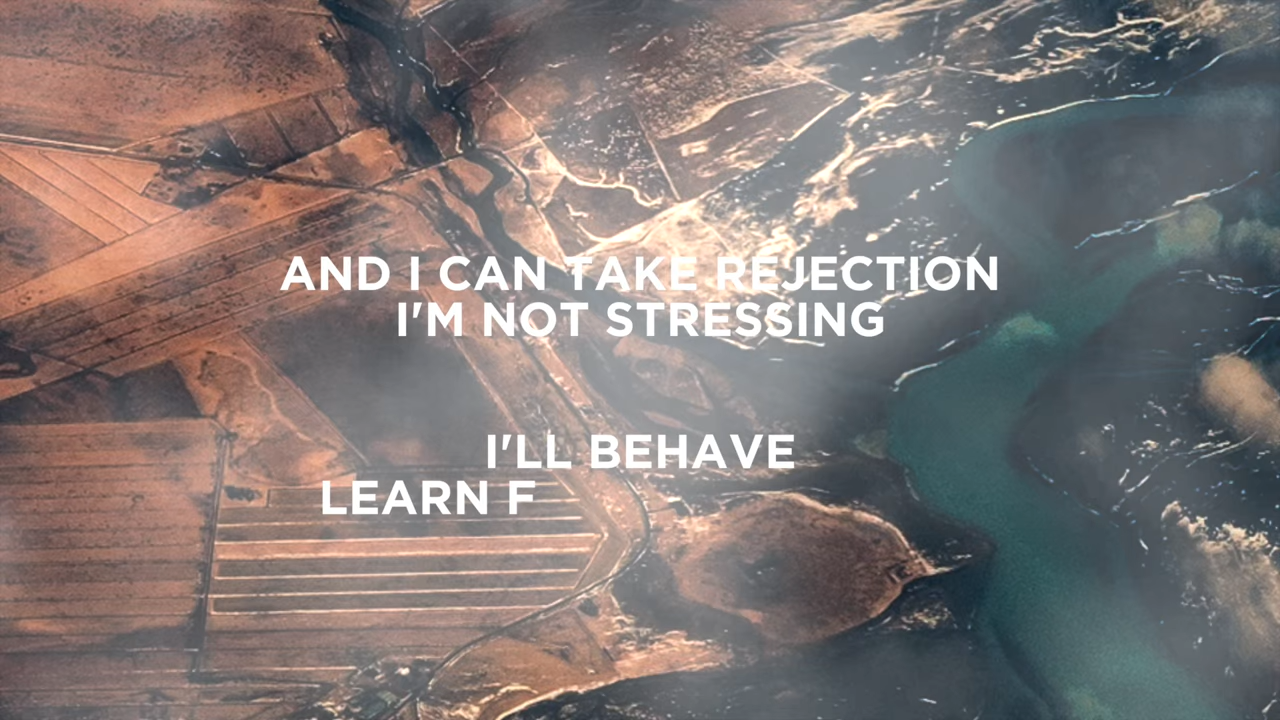 AND I CAN TAKE REJECTION
I'M NOT STRESSING
I'LL BEHAVE
LEARN F